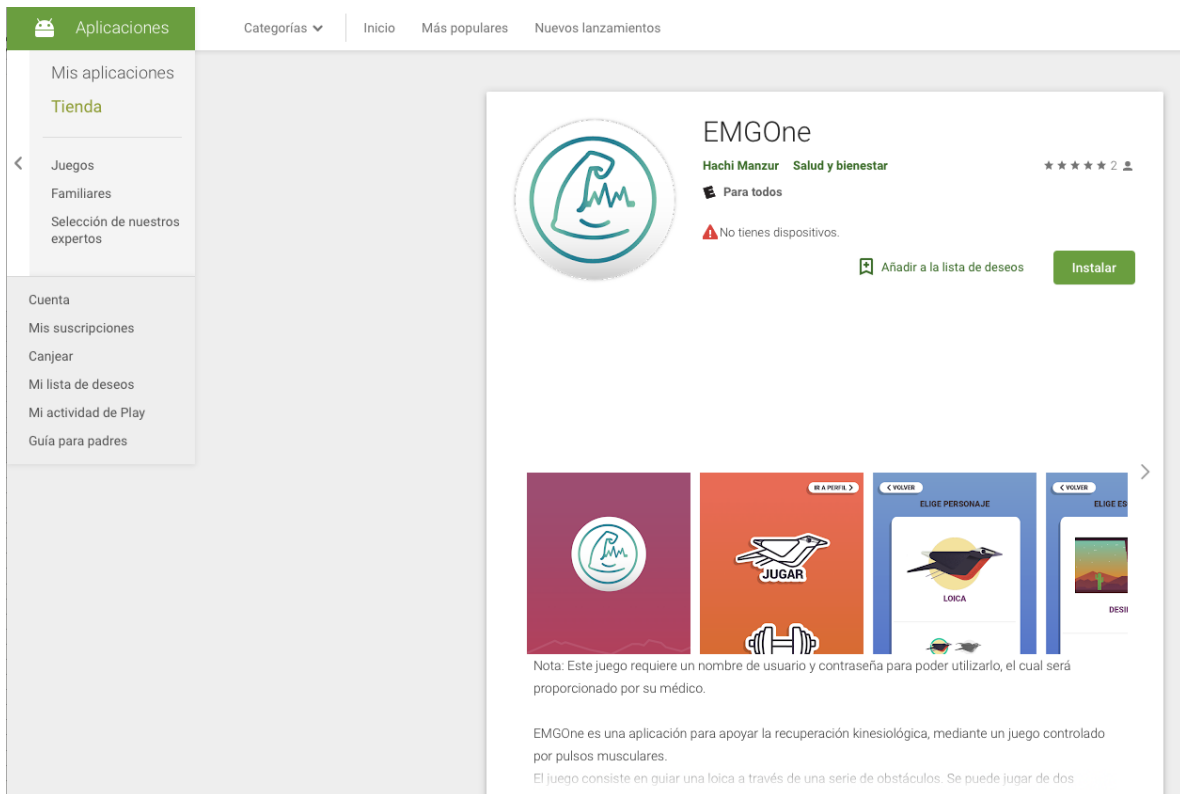 Aplicaciones
Categorías
Inicio
Más populares
Nuevos lanzamientos
Mis aplicaciones
Tienda
Juegos
Familiares
Selección de nuestros
expertos
Cuenta
Mis suscripciones
Canjear
Mi lista de deseos
Mi actividad de Play
Guía para padres
EMGOne
Hachi Manzur Salud y bienestar
2
E Para todos
No tienes dispositivos.
Añadir a la lista de deseos
Instalar
IR A PERFIL
JUGAR
VOLVER
ELIGE PERSONAJE
LOICA
VOLVER
ELIGE ES
DESI
Nota: Este juego requiere un nombre de usuario y contraseña para poder utilizarlo, el cual será
proporcionado por su médico.
EMGOne es una aplicación para apoyar la recuperación kinesiológica, mediante un juego controlado
por pulsos musculares.
El juego consiste en guiar una loica a través de una serie de obstáculos. Se puede jugar de dos